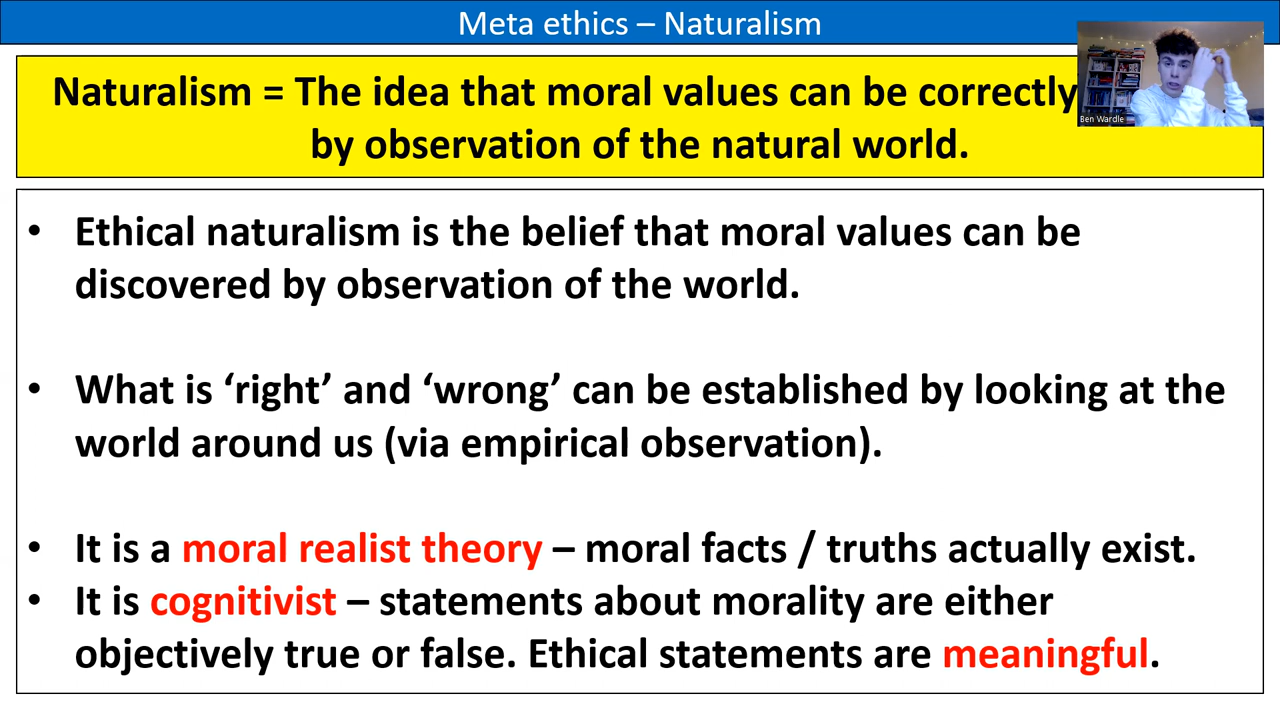 Meta ethics – Naturalism
Naturalism = The idea that moral values can be correctly
by observation of the natural world.
Ben Wardle
• Ethical naturalism is the belief that moral values can be
discovered by observation of the world.
• What is ‘right’ and ‘wrong’ can be established by looking at the
world around us (via empirical observation).
• It is a moral realist theory – moral facts / truths actually exist.
• It is cognitivist – statements about morality are either
objectively true or false. Ethical statements are meaningful.